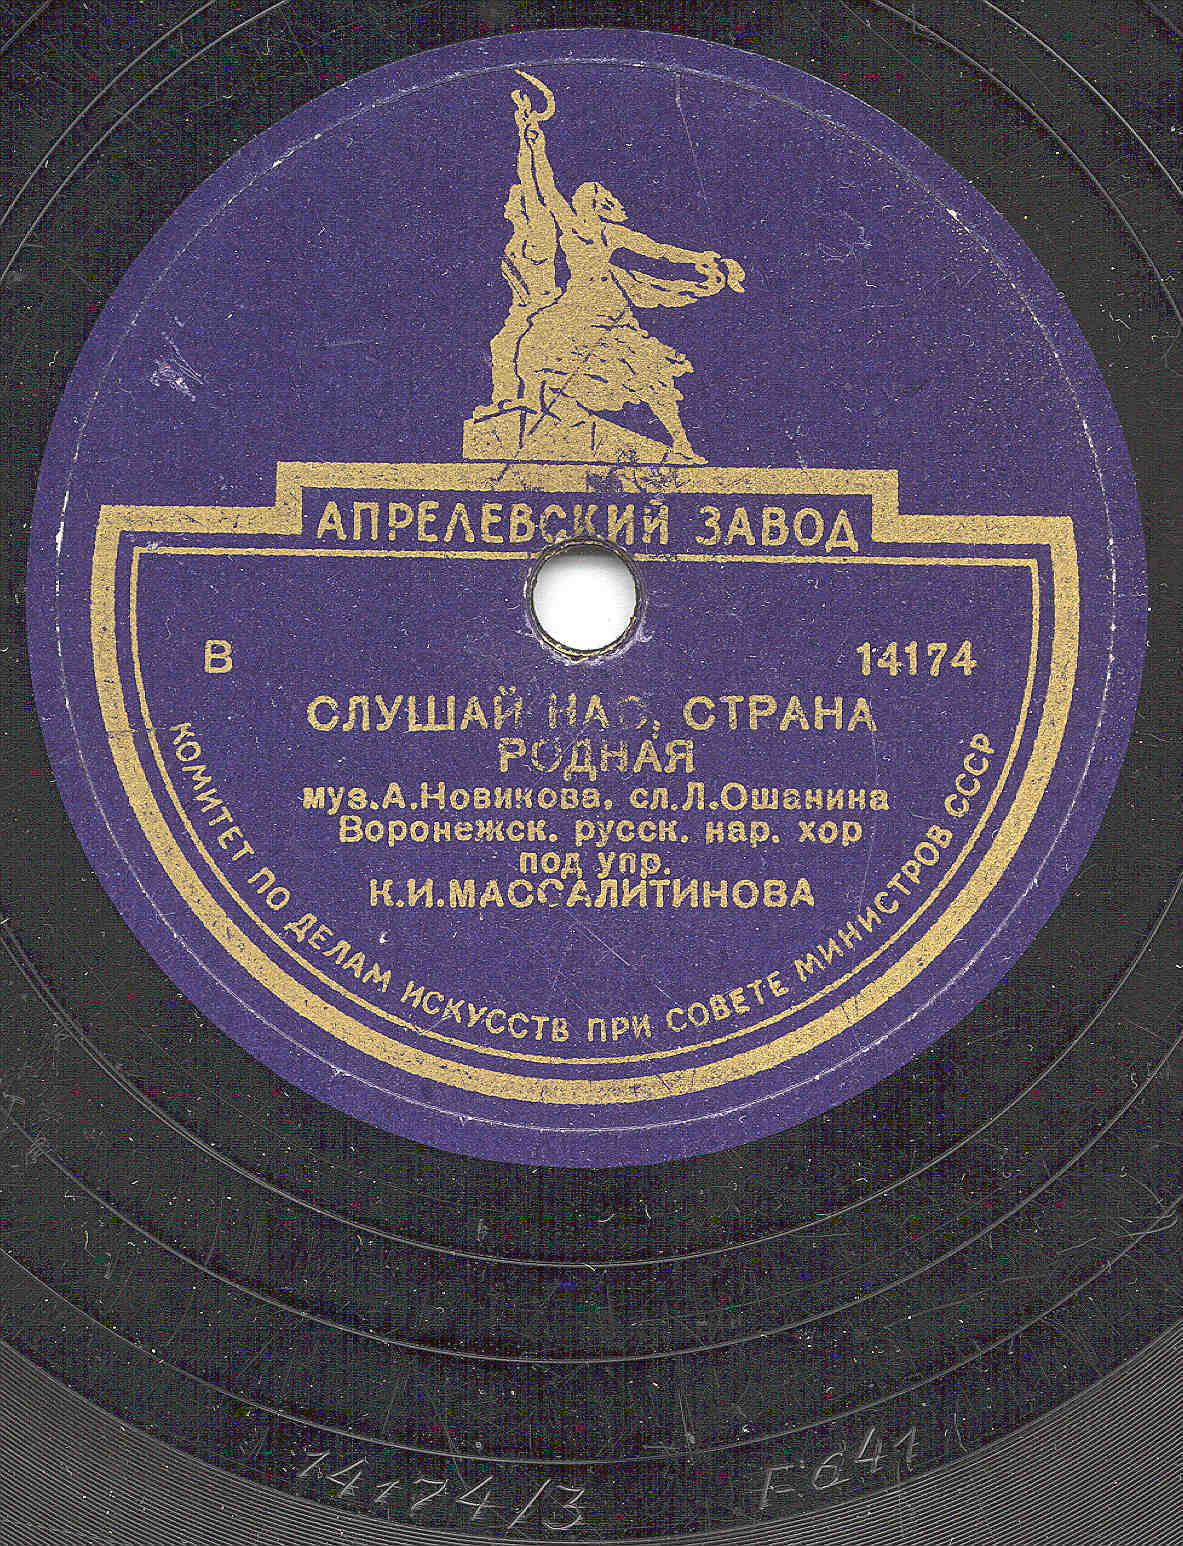 АПРЕЛЕВСКИЙ ЗАВОД
В 14174
СЛУШАЙ НАС, СТРАНА
РОДНАЯ
муз.А.Новикова, сл.Л.Ошанина
Воронежск. русск. нар. хор
под упр.
К.И.МАССАЛИТИНОВА
КОМИТЕТ ПО ДЕЛАМ ИСКУССТВ ПРИ СОВЕТЕ МИНИСТРОВ СССР
14174/3 F641